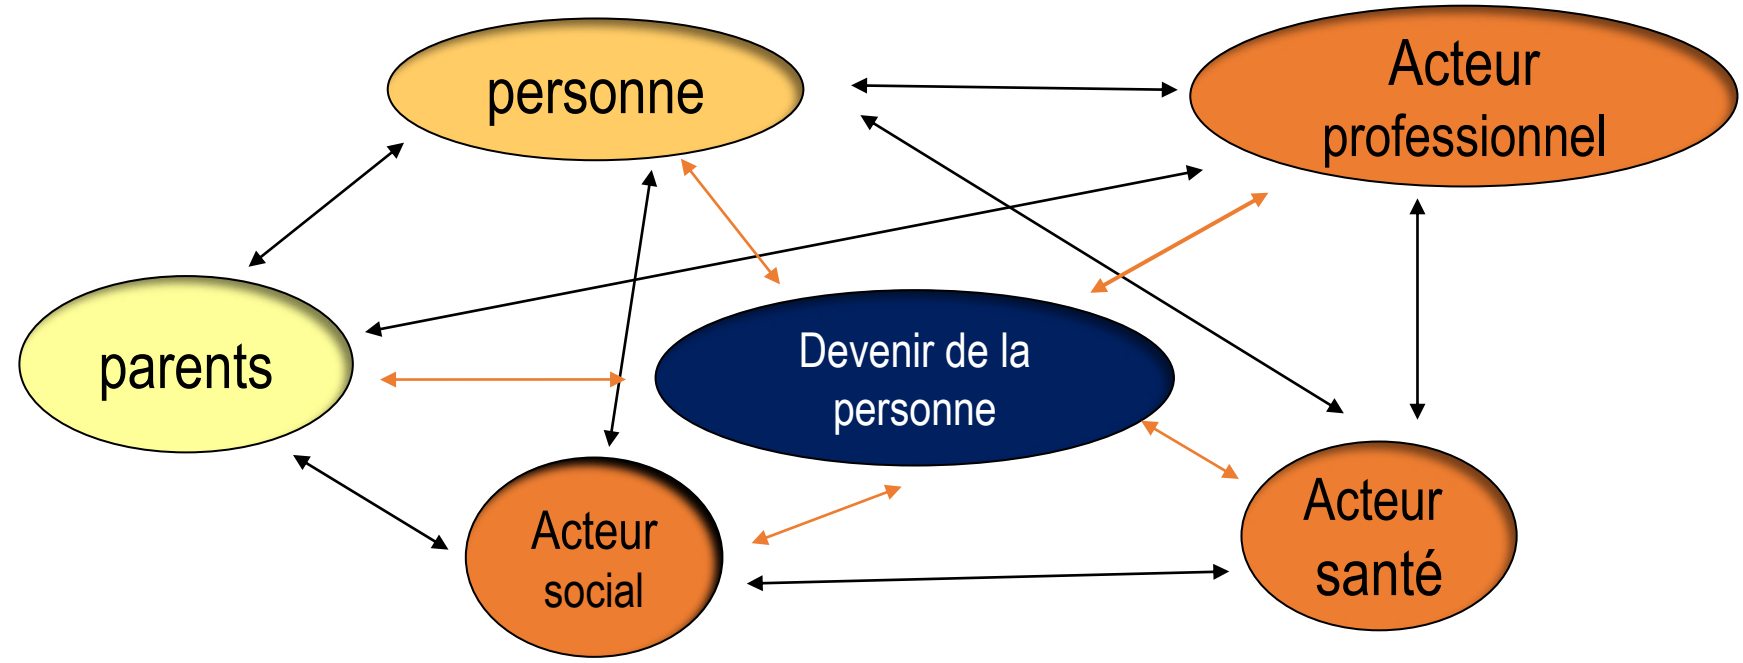 personne
Acteur
professionnel
parents
Devenir de la
personne
Acteur
social
Acteur
santé